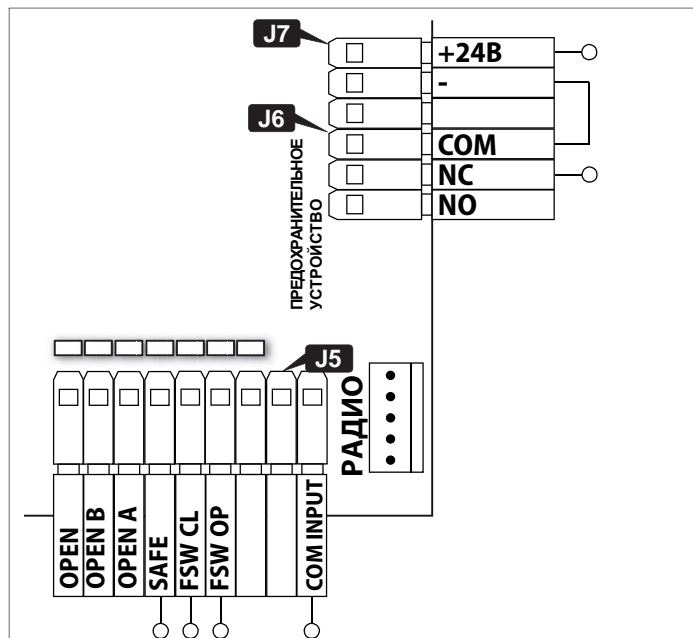 J7
+24В
-
J6
COM
NC
NO
ПРЕДОХРАНИТЕЛЬНОЕ
УСТРОЙСТВО
J5
РАДИО
OPEN
OPEN B
OPEN A
SAFE
FSW CL
FSW OP
COM INPUT